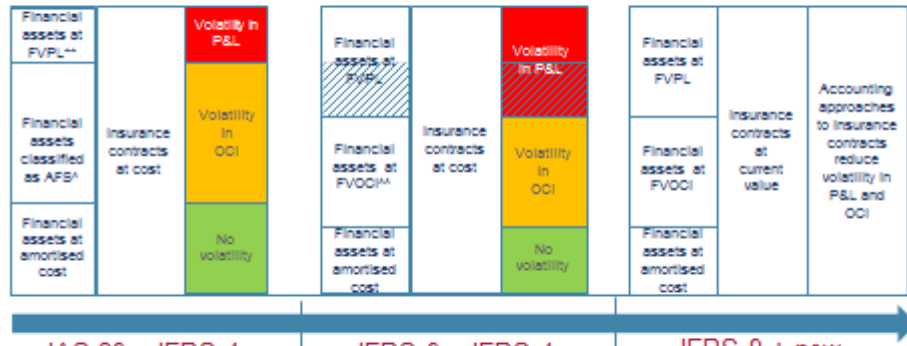 Financial
assets at
FVPL**
Financial
assets
classified
as AFS^
Financial
assets at
amortised
cost
Insurance
contracts
at cost
Volatility in
P&L
Volatility
in
OCI
No
volatility
Financial
assets at
FVPL
Financial
assets at
FVOCI^^
Financial
assets at
amortised
cost
Insurance
contracts
at cost
Volatility
in P&L
Volatility
in
OCI
No
volatility
Financial
assets at
FVPL
Financial
assets at
FVOCI
Financial
assets at
amortised
cost
Insurance
contracts
at
current
value
Accounting
approaches
to insurance
contracts
reduce
volatility in
P&L and
OCI
IFRS 9 + new